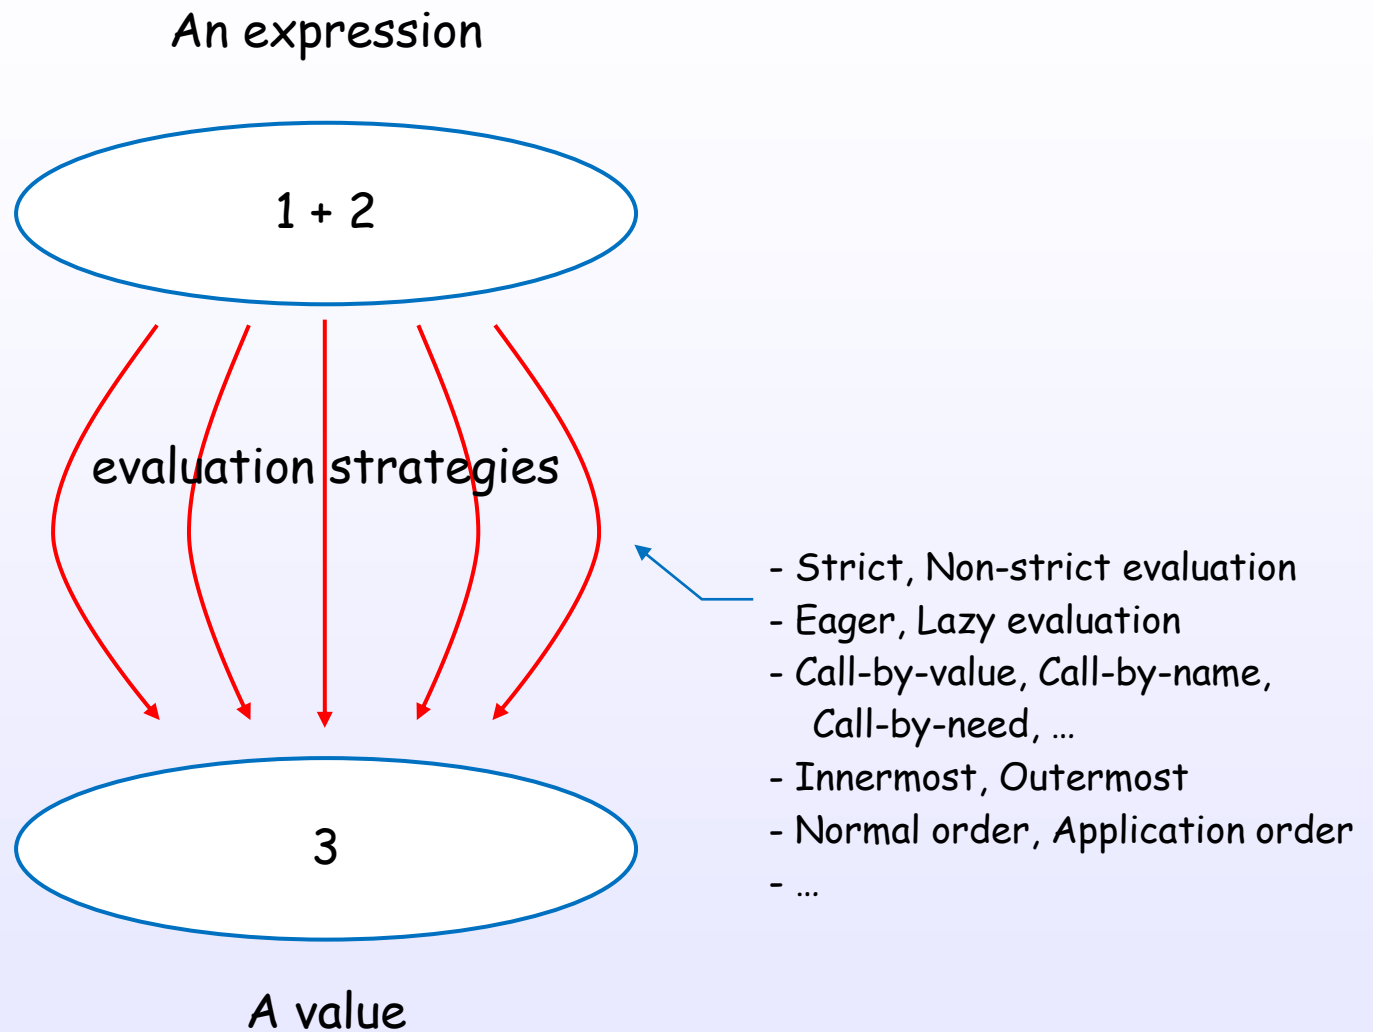 An expression
1 + 2
evaluation strategies
- Strict, Non-strict evaluation
- Eager, Lazy evaluation
- Call-by-value, Call-by-name,
Call-by-need, …
- Innermost, Outermost
- Normal order, Application order
- …
3
A value